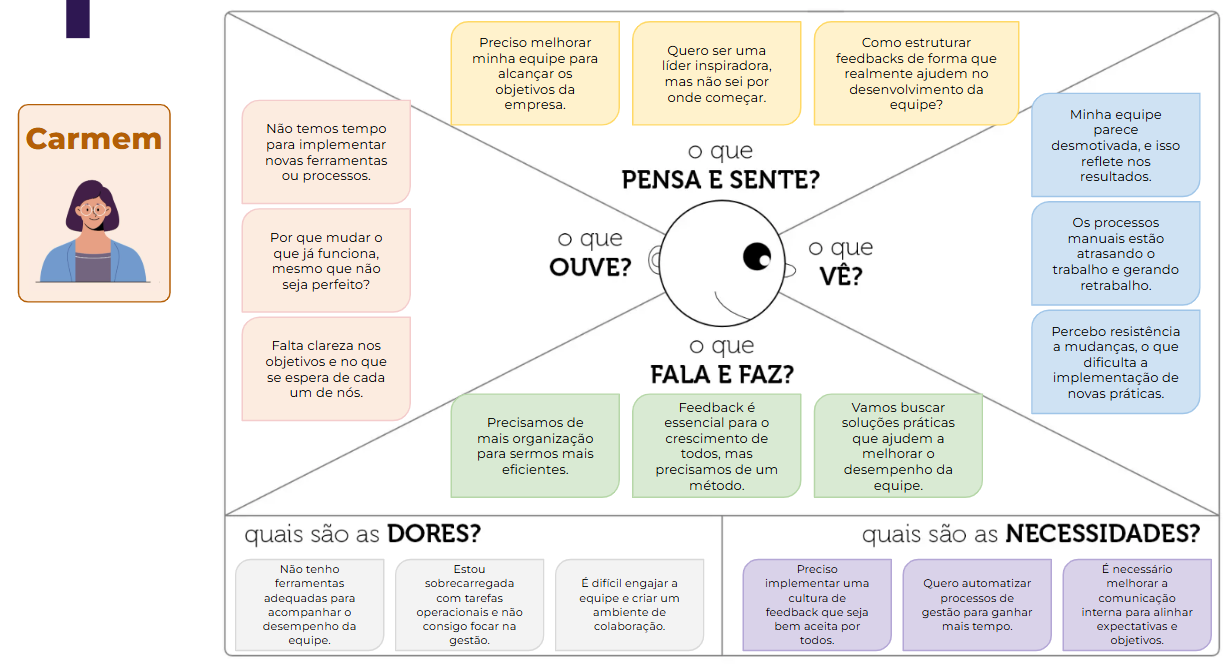 Carmem
Preciso melhorar
minha equipe para
alcançar os
objetivos da
empresa.
Quero ser uma
líder inspiradora,
mas não sei por
onde começar.
Como estruturar
feedbacks de forma que
realmente ajudem no
desenvolvimento da
equipe?
o que
PENSA E SENTE?
Não temos tempo
para implementar
novas ferramentas
ou processos.
Por que mudar o
que já funciona,
mesmo que não
seja perfeito?
Falta clareza nos
objetivos e no que
se espera de cada
um de nós.
o que
OUVE?
o que
VÊ?
Minha equipe
parece
desmotivada, e isso
reflete nos
resultados.
Os processos
manuais estão
atrasando o
trabalho e gerando
retrabalho.
Percebo resistência
a mudanças, o que
dificulta a
implementação de
novas práticas.
o que
FALA E FAZ?
Precisamos de
mais organização
para sermos mais
eficientes.
Feedback é
essencial para o
crescimento de
todos, mas
precisamos de um
método.
Vamos buscar
soluções práticas
que ajudem a
melhorar o
desempenho da
equipe.
quais são as DORES?
Não tenho
ferramentas
adequadas para
acompanhar o
desempenho da
equipe.
Estou
sobrecarregada
com tarefas
operacionais e não
consigo focar na
gestão.
É difícil engajar a
equipe e criar um
ambiente de
colaboração.
quais são as NECESSIDADES?
Preciso
implementar uma
cultura de
feedback que seja
bem aceita por
todos.
Quero automatizar
processos de
gestão para ganhar
mais tempo.
É necessário
melhorar a
comunicação
interna para alinhar
expectativas e
objetivos.